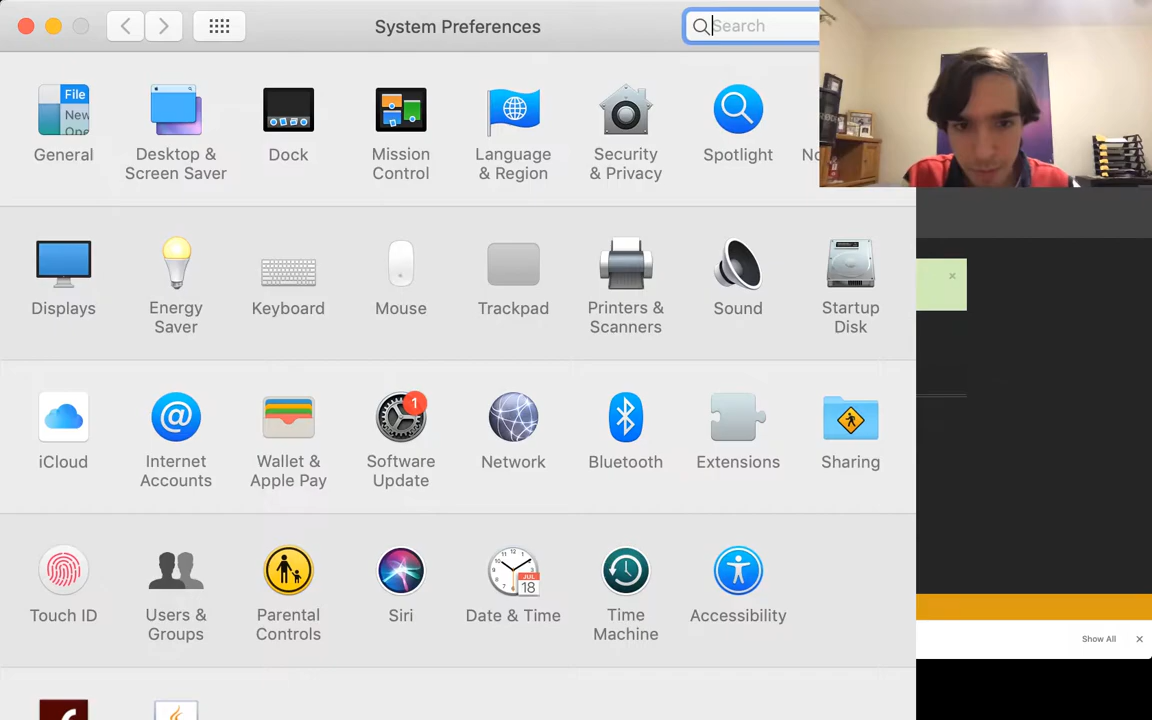 System Preferences
Search
File
New
Ope
General
Desktop &
Screen Saver
Dock
Mission
Control
Language
& Region
Security
& Privacy
Spotlight
Displays
Energy
Saver
Keyboard
Mouse
Trackpad
Printers &
Scanners
Sound
Startup
Disk
iCloud
@
Internet
Accounts
Wallet &
Apple Pay
1
Software
Update
Network
Bluetooth
Extensions
Sharing
Show All
Touch ID
Users &
Groups
Parental
Controls
Siri
JUL
18
Date & Time
Time
Machine
Accessibility